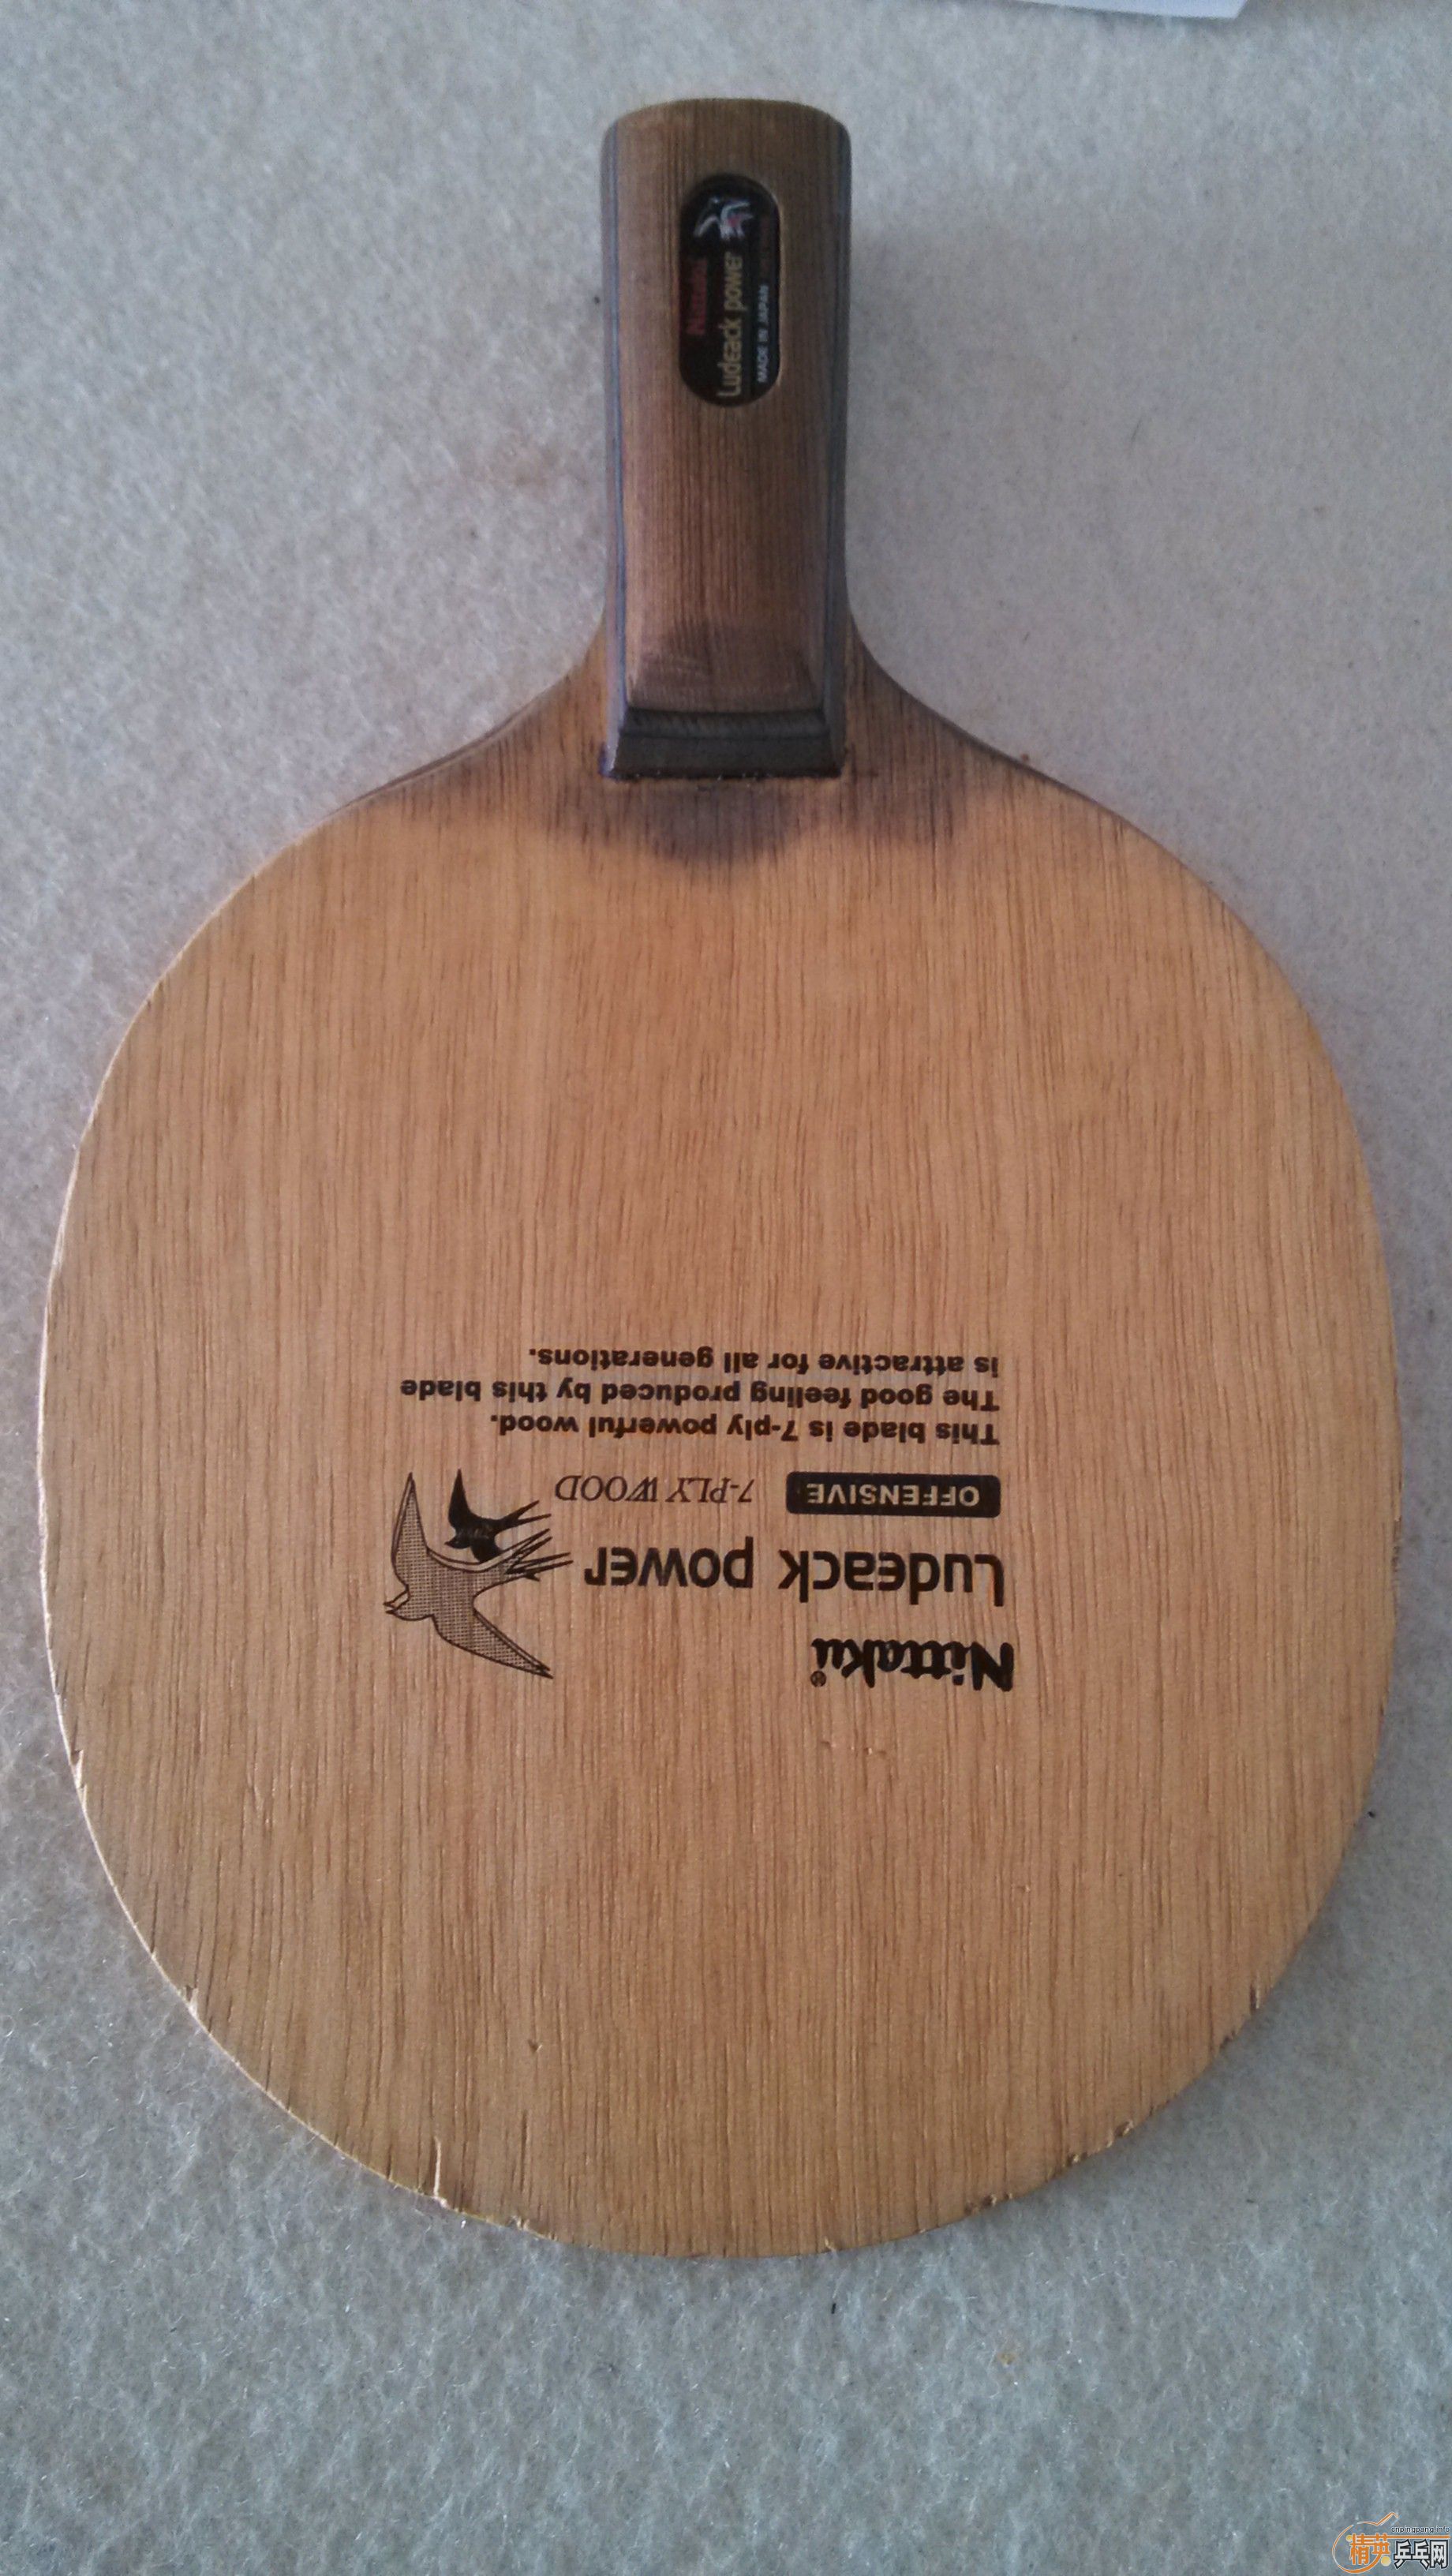 Nittaku
Ludeack power
MADE IN JAPAN
Nittaku®
Ludeack power
OFFENSIVE 7-PLY WOOD
This blade is 7-ply powerful wood.
The good feeling produced by this blade
is attractive for all generations.
精英乒乓网